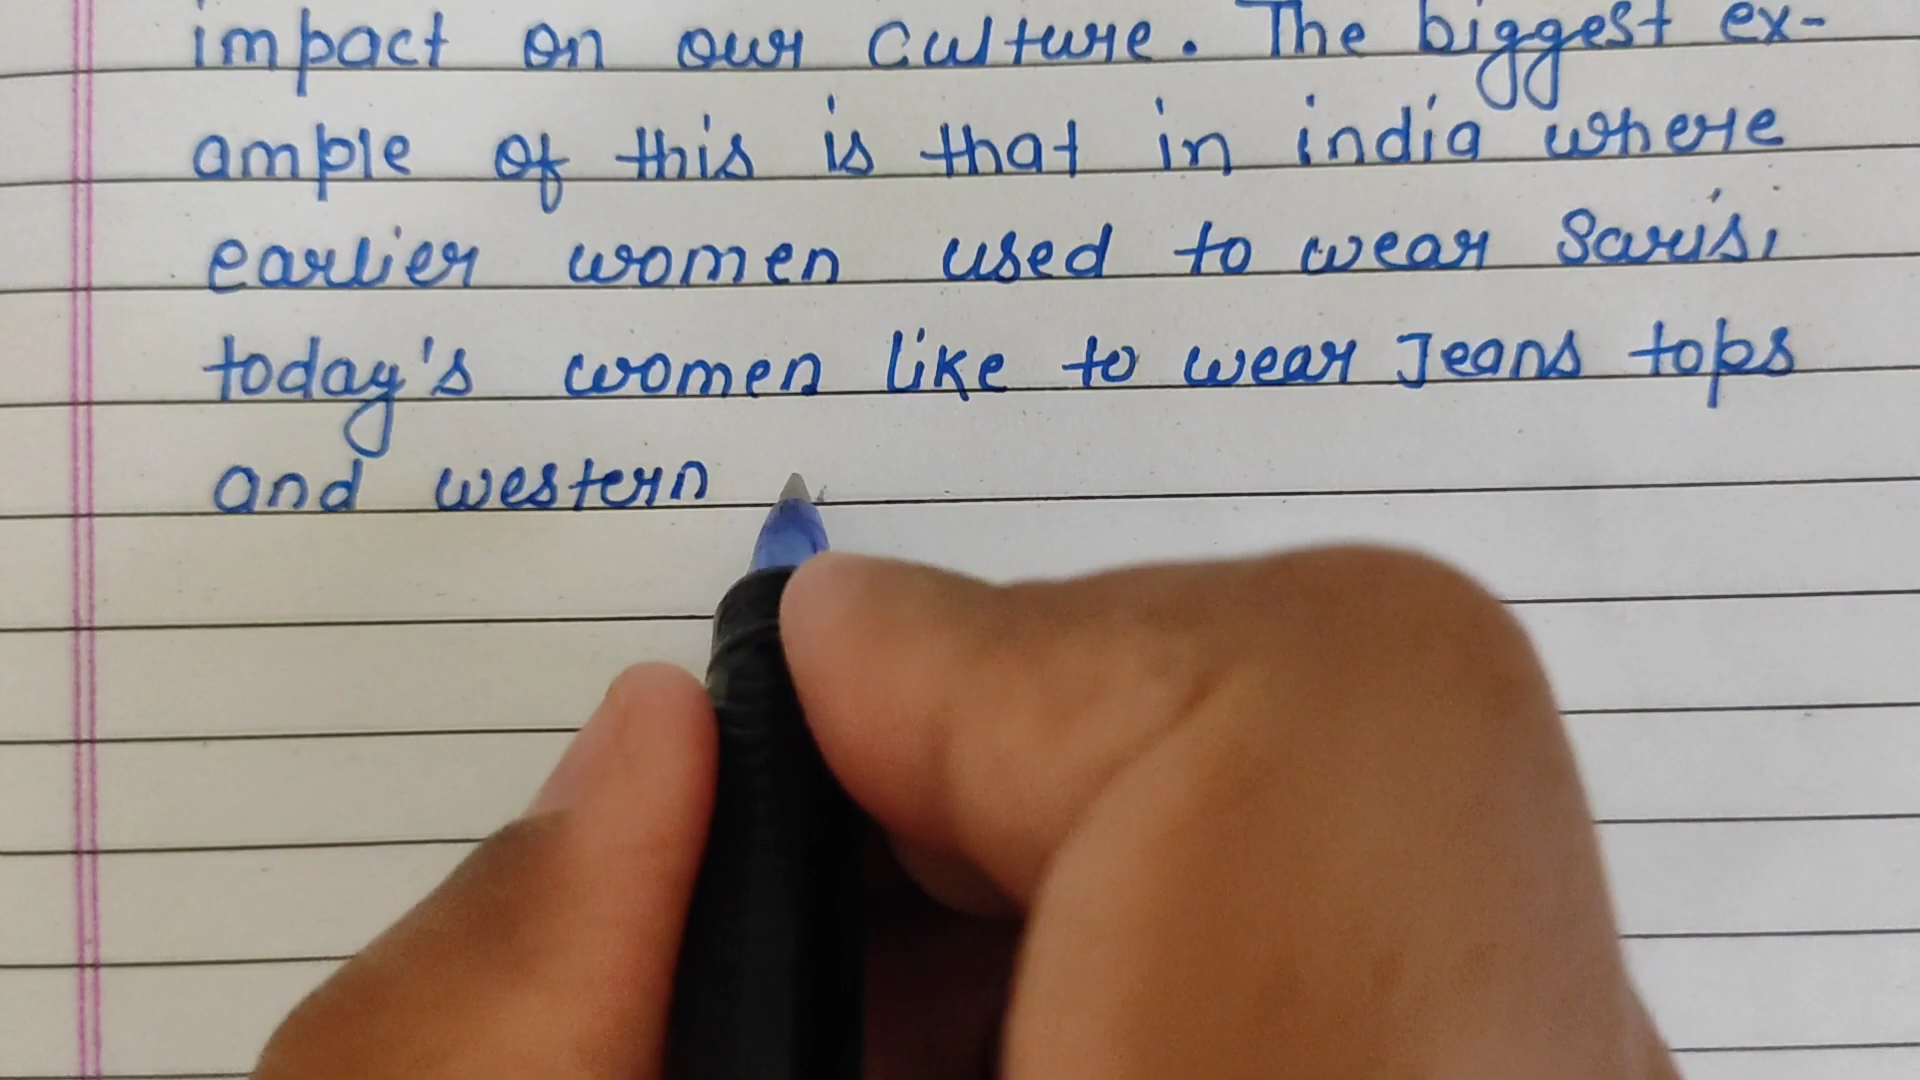 impact on our culture. The biggest ex-
ample of this is that in india where
earlier women used to wear Saris,
today's women like to wear Jeans tops
and western